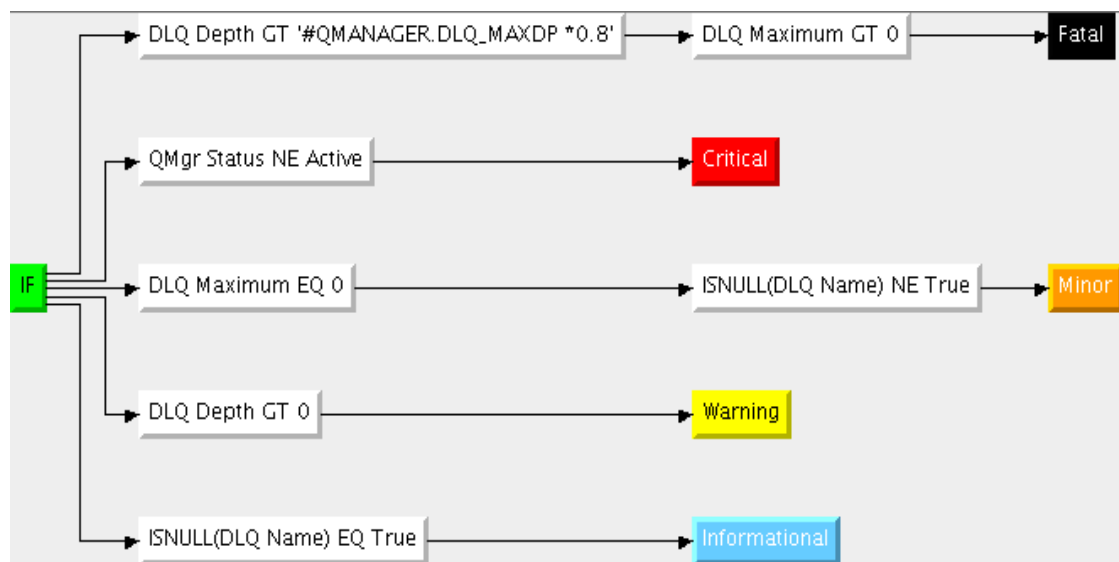 DLQ Depth GT '#QMANAGER.DLQ_MAXDP *0.8' DLQ Maximum GT 0 Fatal
QMgr Status NE Active Critical
IF DLQ Maximum EQ 0 ISNULL(DLQ Name) NE True Minor
DLQ Depth GT 0 Warning
ISNULL(DLQ Name) EQ True Informational